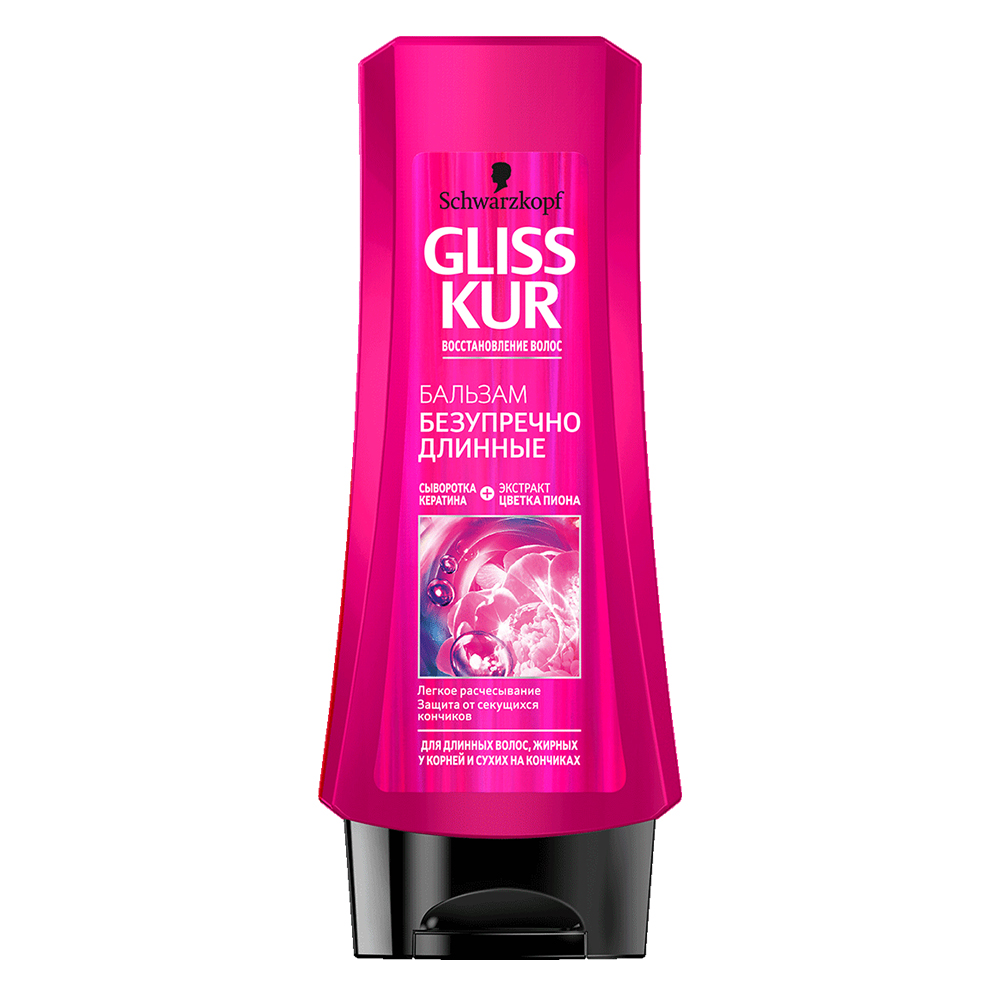 Schwarzkopf
GLISS
KUR
ВОССТАНОВЛЕНИЕ ВОЛОС
БАЛЬЗАМ
БЕЗУПРЕЧНО
ДЛИННЫЕ
СЫВОРОТКА
КЕРАТИНА
+
ЭКСТРАКТ
ЦВЕТКА ПИОНА
Легкое расчесывание
Защита от секущихся
кончиков
ДЛЯ ДЛИННЫХ ВОЛОС, ЖИРНЫХ
У КОРНЕЙ И СУХИХ НА КОНЧИКАХ